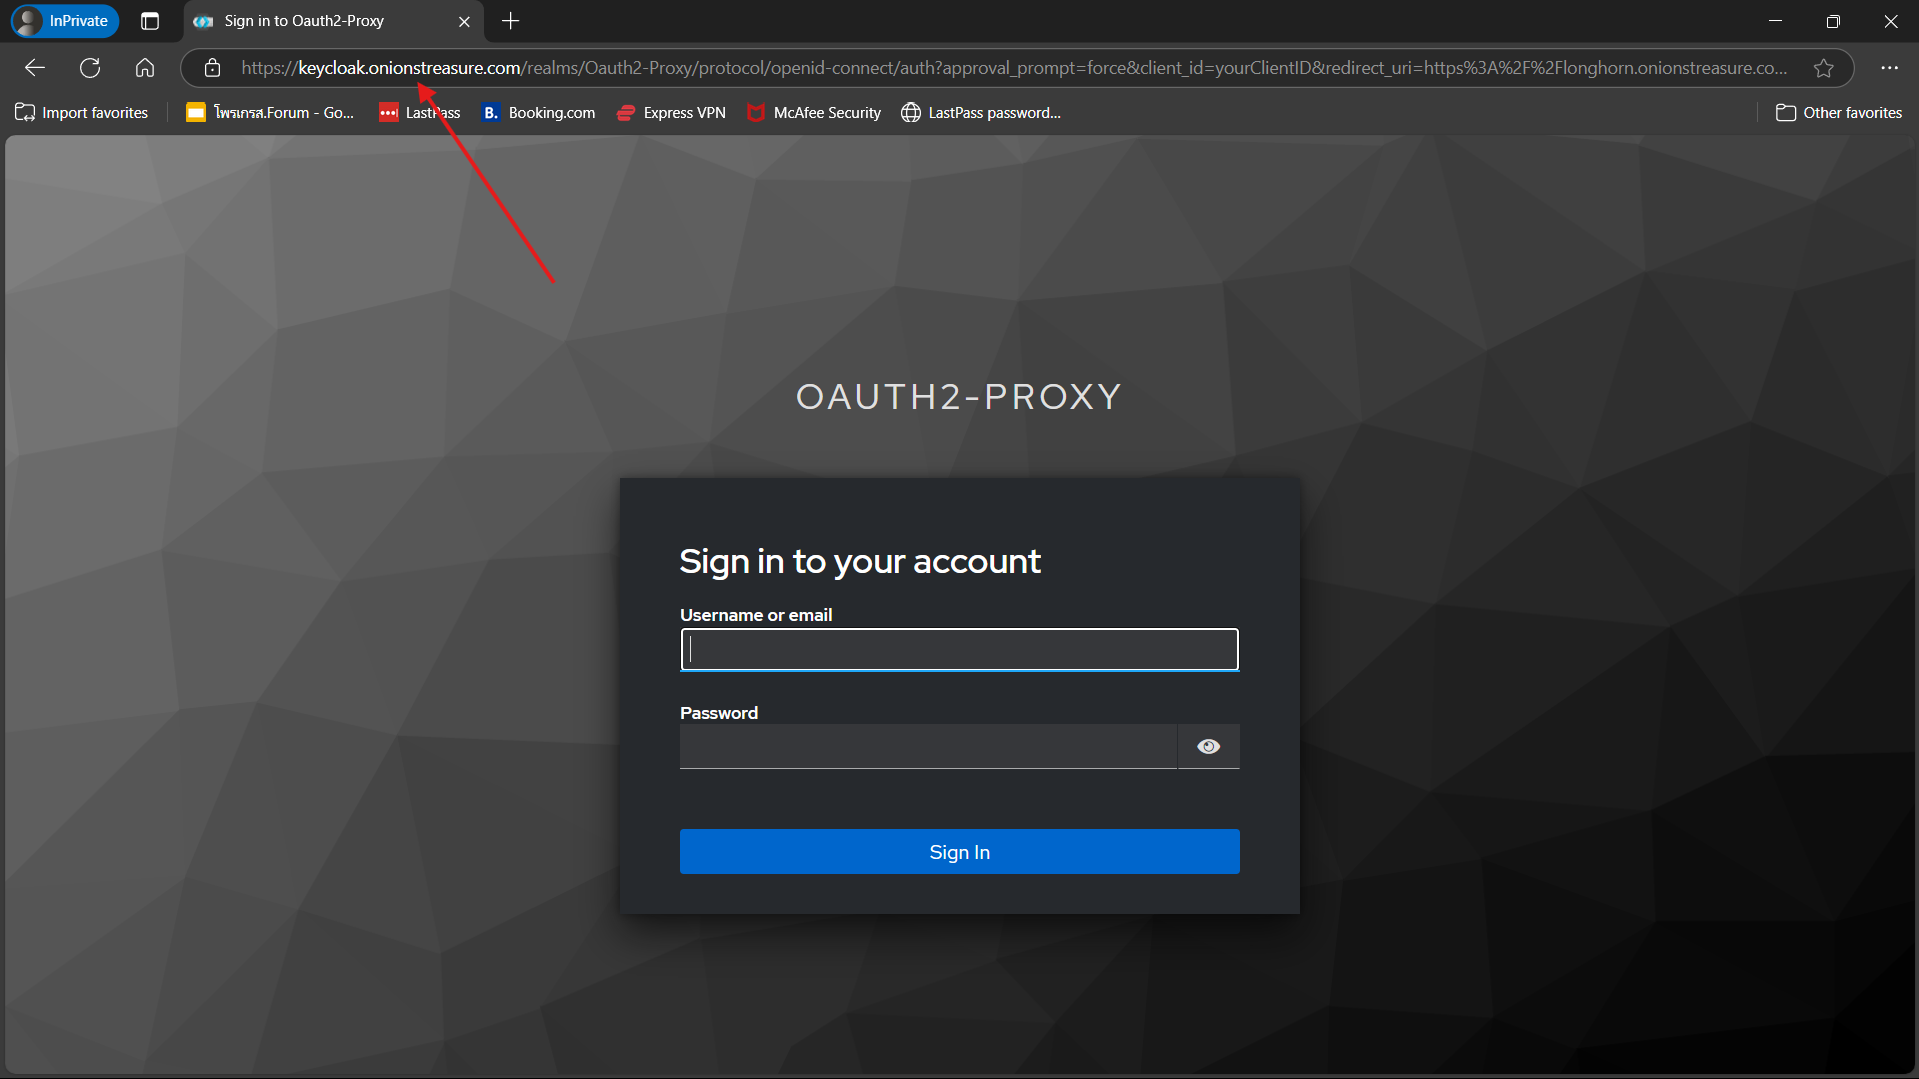 InPrivate
Sign in to Oauth2-Proxy
https://keycloak.onionstreasure.com/realms/Oauth2-Proxy/protocol/openid-connect/auth?approval_prompt=force&client_id=yourClientID&redirect_uri=https%3A%2F%2Flonghorn.onionstreasure.co...
Import favorites
โพรเกรส.Forum - Go...
LastPass
B. Booking.com
Express VPN
McAfee Security
LastPass password...
Other favorites
OAUTH2-PROXY
Sign in to your account
Username or email
Password
Sign In